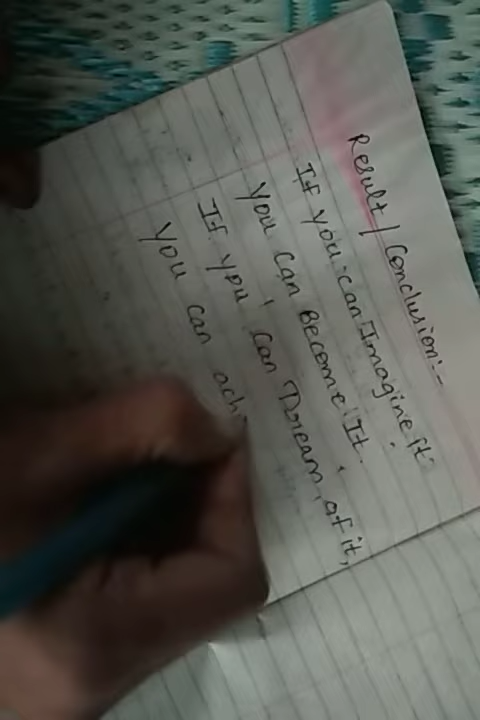 Result / Conclusion:-
If you can Imagine it
You can Become It.
If you can Dream of it,
You can ach